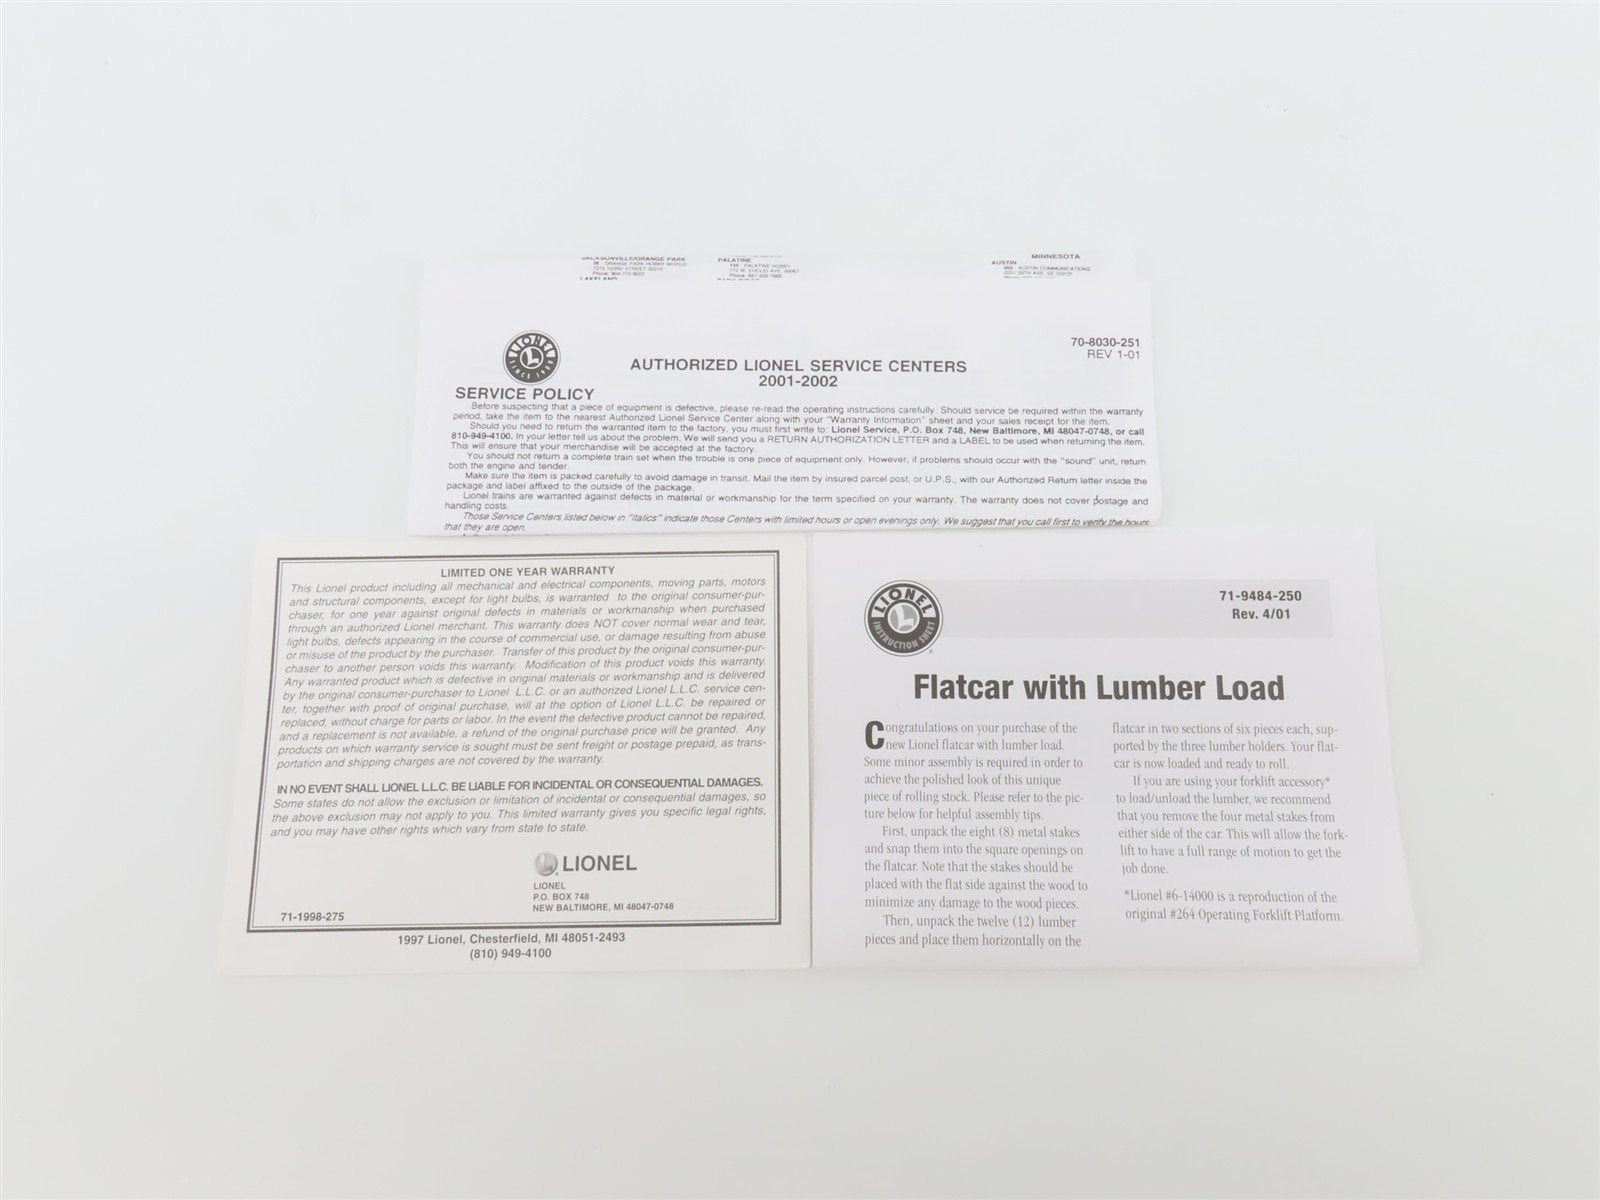 JACKSONVILLE/ORANGE PARK
ORANGE PARK HOBBY WORLD
7273 103RD STREET 32210
Phone: 904-772-9022
LAKELAND
PALATINE
PALATINE HOBBY
772 W. EUCLID AVE. 60067
Phone: 847-359-7888
MINNESOTA
AUSTIN
AUSTIN COMMUNICATIONS
LIONEL
SINCE 1900
70-8030-251
REV 1-01
AUTHORIZED LIONEL SERVICE CENTERS
2001-2002
SERVICE POLICY
Before suspecting that a piece of equipment is defective, please re-read the operating instructions carefully. Should service be required within the warranty
period, take the item to the nearest Authorized Lionel Service Center along with your "Warranty Information" sheet and your sales receipt for the item.
Should you need to return the warranted item to the factory, you must first write to: Lionel Service, P.O. Box 748, New Baltimore, MI 48047-0748, or call
810-949-4100. In your letter tell us about the problem. We will send you a RETURN AUTHORIZATION LETTER and a LABEL to be used when returning the item.
This will ensure that your merchandise will be accepted at the factory.
You should not return a complete train set when the trouble is one piece of equipment only. However, if problems should occur with the "sound" unit, return
both the engine and tender.
Make sure the item is packed carefully to avoid damage in transit. Mail the item by insured parcel post, or U.P.S., with our Authorized Return letter inside the
package and label affixed to the outside of the package.
Lionel trains are warranted against defects in material or workmanship for the term specified on your warranty. The warranty does not cover postage and
handling costs.
Those Service Centers listed below in "italics" indicate those Centers with limited hours or open evenings only. We suggest that you call first to verify the hours
that they are open.
LIMITED ONE YEAR WARRANTY
This Lionel product including all mechanical and electrical components, moving parts, motors
and structural components, except for light bulbs, is warranted to the original consumer-pur-
chaser, for one year against original defects in materials or workmanship when purchased
through an authorized Lionel merchant. This warranty does NOT cover normal wear and tear,
light bulbs, defects appearing in the course of commercial use, or damage resulting from abuse
or misuse of the product by the purchaser. Transfer of this product by the original consumer-pur-
chaser to another person voids this warranty. Modification of this product voids this warranty.
Any warranted product which is defective in original materials or workmanship and is delivered
by the original consumer-purchaser to Lionel L.L.C. or an authorized Lionel L.L.C. service cen-
ter, together with proof of original purchase, will at the option of Lionel L.L.C. be repaired or
replaced, without charge for parts or labor. In the event the defective product cannot be repaired,
and a replacement is not available, a refund of the original purchase price will be granted. Any
products on which warranty service is sought must be sent freight or postage prepaid, as trans-
portation and shipping charges are not covered by the warranty.
IN NO EVENT SHALL LIONEL L.L.C. BE LIABLE FOR INCIDENTAL OR CONSEQUENTIAL DAMAGES.
Some states do not allow the exclusion or limitation of incidental or consequential damages, so
the above exclusion may not apply to you. This limited warranty gives you specific legal rights,
and you may have other rights which vary from state to state.
LIONEL
LIONEL
P.O. BOX 748
NEW BALTIMORE, MI 48047-0748
71-1998-275
1997 Lionel, Chesterfield, MI 48051-2493
(810) 949-4100
LIONEL
INSTRUCTION SHEET
71-9484-250
Rev. 4/01
Flatcar with Lumber Load
Congratulations on your purchase of the
new Lionel flatcar with lumber load.
Some minor assembly is required in order to
achieve the polished look of this unique
piece of rolling stock. Please refer to the pic-
ture below for helpful assembly tips.
First, unpack the eight (8) metal stakes
and snap them into the square openings on
the flatcar. Note that the stakes should be
placed with the flat side against the wood to
minimize any damage to the wood pieces.
Then, unpack the twelve (12) lumber
pieces and place them horizontally on the
flatcar in two sections of six pieces each, sup-
ported by the three lumber holders. Your flat-
car is now loaded and ready to roll.
If you are using your forklift accessory*
to load/unload the lumber, we recommend
that you remove the four metal stakes from
either side of the car. This will allow the fork-
lift to have a full range of motion to get the
job done.
*Lionel #6-14000 is a reproduction of the
original #264 Operating Forklift Platform.